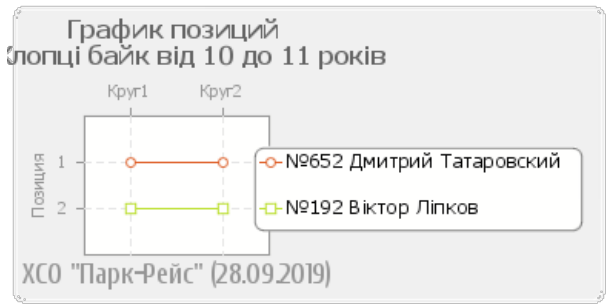 График позиций
лопці байк від 10 до 11 років
Круг1 Круг2
Позиция
1
2
№652 Дмитрий Татаровский
№192 Віктор Ліпков
ХСО "Парк-Рейс" (28.09.2019)